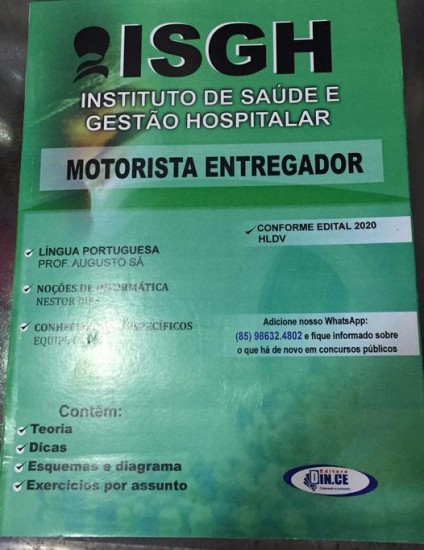 ISGH
INSTITUTO DE SAÚDE E
GESTÃO HOSPITALAR
MOTORISTA ENTREGADOR
CONFORME EDITAL 2020
HLDV
LÍNGUA PORTUGUESA
PROF. AUGUSTO SÁ
NOÇÕES DE INFORMÁTICA
NESTOR
ESPECÍFICOS
Adicione nosso WhatsApp:
(85) 98632.4802 e fique informado sobre
o que há de novo em concursos públicos
Contém:
Teoria
Dicas
Esquemas e diagrama
Exercícios por assunto
Editora
DIN.CE